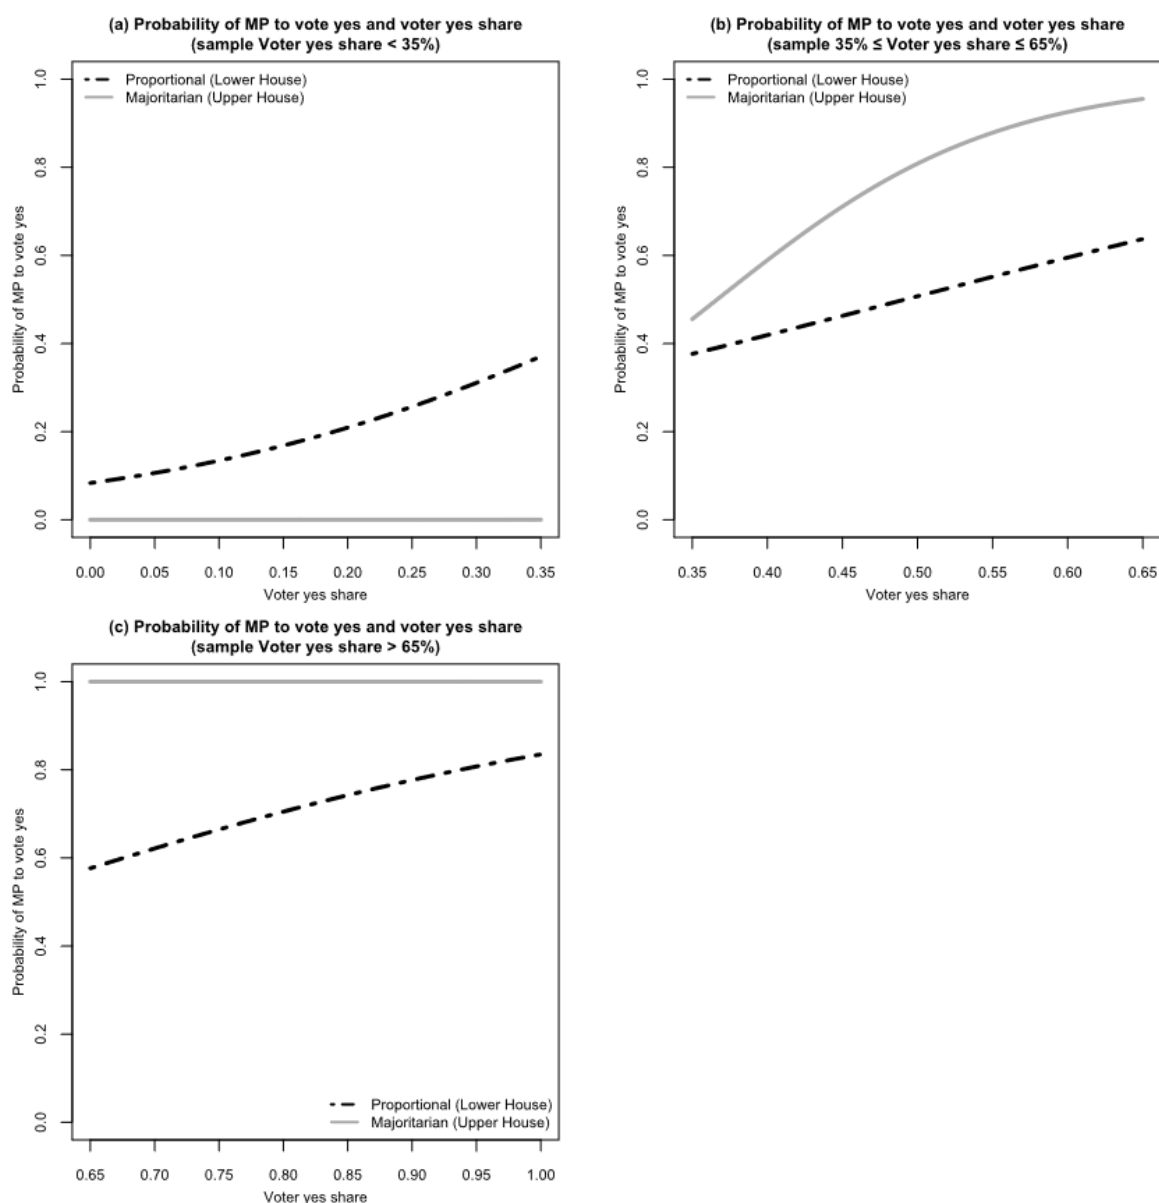 (a) Probability of MP to vote yes and voter yes share
(sample Voter yes share < 35%)
Proportional (Lower House)
Majoritarian (Upper House)
Probability of MP to vote yes
1.0
0.8
0.6
0.4
0.2
0.0
0.00 0.05 0.10 0.15 0.20 0.25 0.30 0.35
Voter yes share
(b) Probability of MP to vote yes and voter yes share
(sample 35% ≤ Voter yes share ≤ 65%)
Proportional (Lower House)
Majoritarian (Upper House)
Probability of MP to vote yes
1.0
0.8
0.6
0.4
0.2
0.0
0.35 0.40 0.45 0.50 0.55 0.60 0.65
Voter yes share
(c) Probability of MP to vote yes and voter yes share
(sample Voter yes share > 65%)
Probability of MP to vote yes
1.0
0.8
0.6
0.4
0.2
0.0
Proportional (Lower House)
Majoritarian (Upper House)
0.65 0.70 0.75 0.80 0.85 0.90 0.95 1.00
Voter yes share